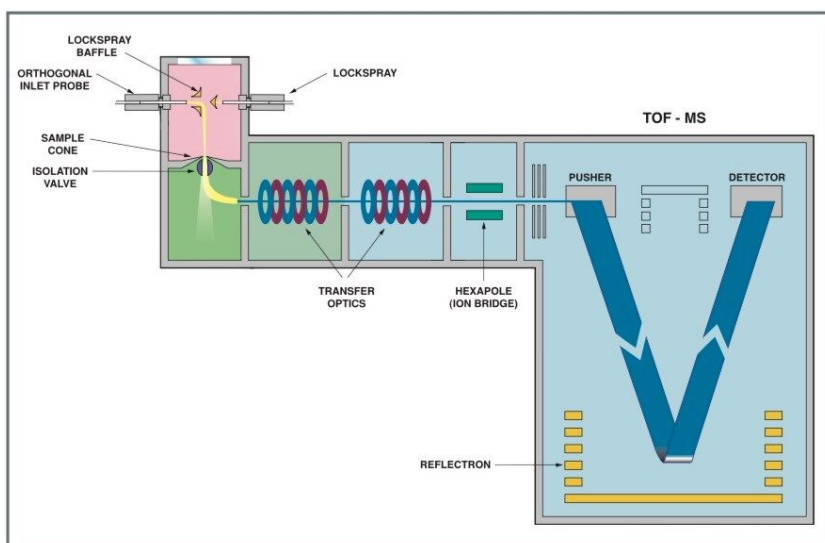 LOCKSPRAY
BAFFLE
ORTHOGONAL
INLET PROBE
LOCKSPRAY
SAMPLE
CONE
ISOLATION
VALVE
TRANSFER
OPTICS
HEXAPOLE
(ION BRIDGE)
TOF - MS
PUSHER
DETECTOR
REFLECTRON